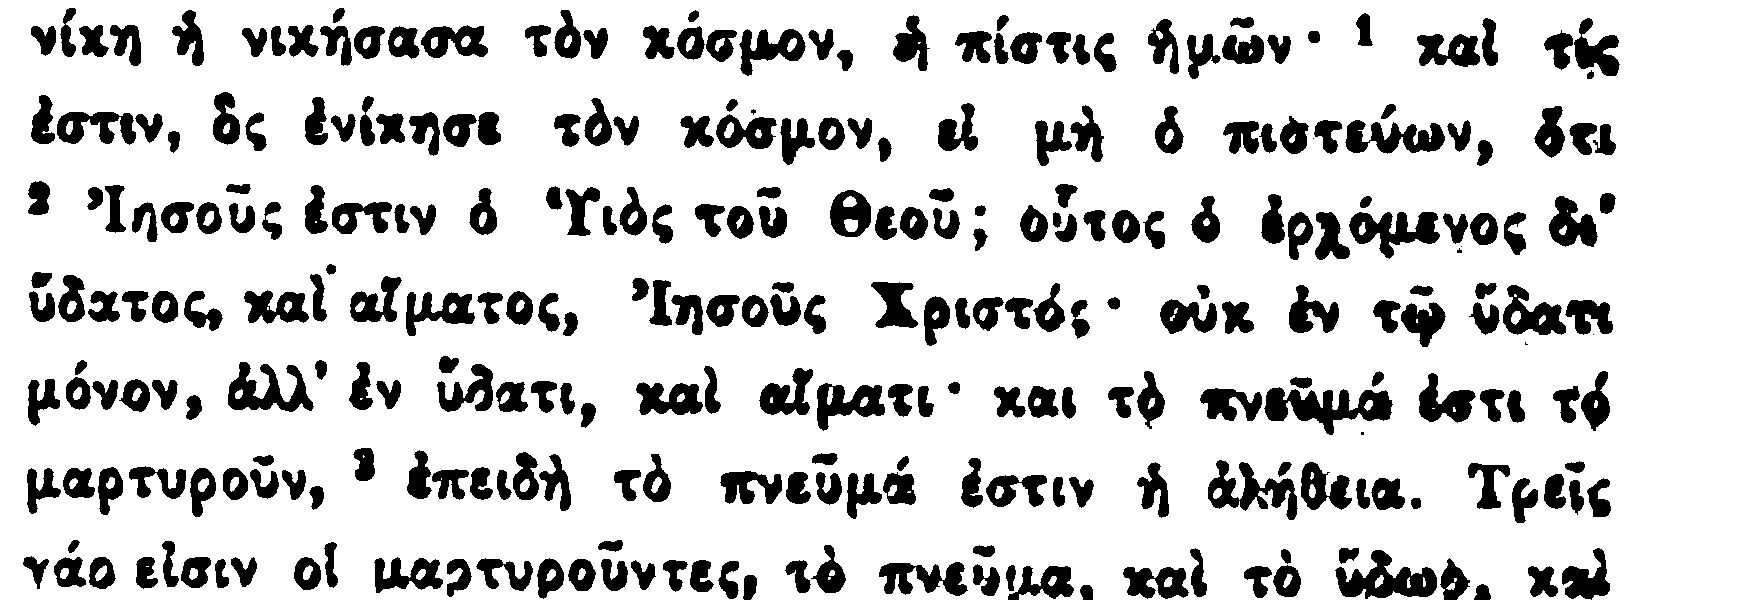 νίκη ἡ νικήσασα τὸν κόσμον, ἡ πίστις ἡμῶν· ¹ καὶ τίς
ἐστιν, ὃς ἐνίκησε τὸν κόσμον, εἰ μὴ ὁ πιστεύων, ὅτι
² Ἰησοῦς ἐστιν ὁ Ὑιὸς τοῦ Θεοῦ; οὗτος ὁ ἐρχόμενος δι'
ὕδατος, καὶ αἵματος, Ἰησοῦς Χριστός· οὐκ ἐν τῷ ὕδατι
μόνον, ἀλλ' ἐν ὕδατι, καὶ αἵματι· και τὸ πνεῦμά ἐστι τό
μαρτυροῦν, ³ ἐπειδὴ τὸ πνεῦμά ἐστιν ἡ ἀλήθεια. Τρεῖς
γάρ εἰσιν οἱ μαρτυροῦντες, τὸ πνεῦμα, καὶ τὸ ὕδωρ, καὶ